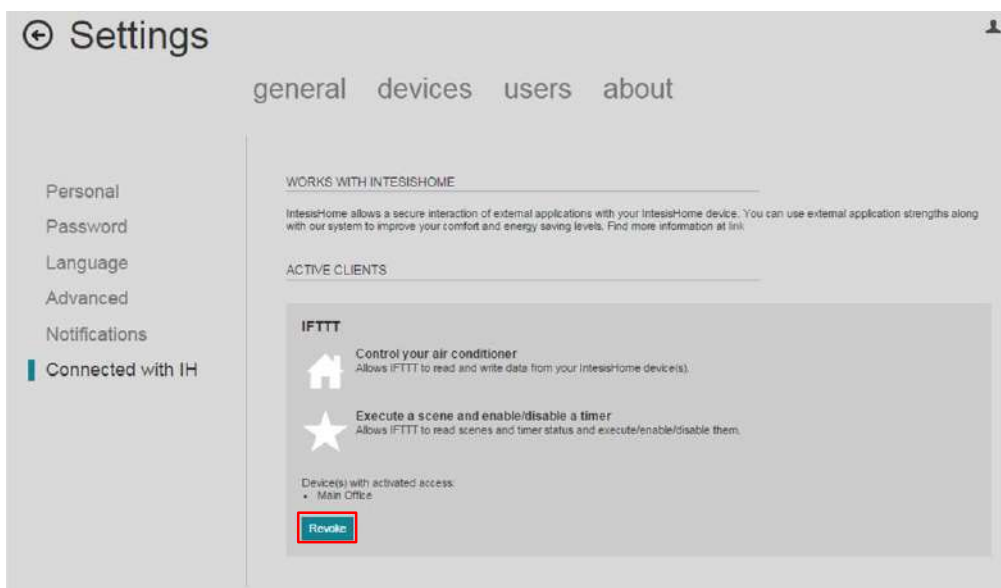 Settings
general devices users about
Personal
Password
Language
Advanced
Notifications
Connected with IH
WORKS WITH INTESISHOME
IntesisHome allows a secure interaction of external applications with your IntesisHome device. You can use external application strengths along
with our system to improve your comfort and energy saving levels. Find more information at link
ACTIVE CLIENTS
IFTTT
Control your air conditioner
Allows IFTTT to read and write data from your IntesisHome device(s).
Execute a scene and enable/disable a timer
Allows IFTTT to read scenes and timer status and execute/enable/disable them.
Device(s) with activated access:
• Main Office
Revoke